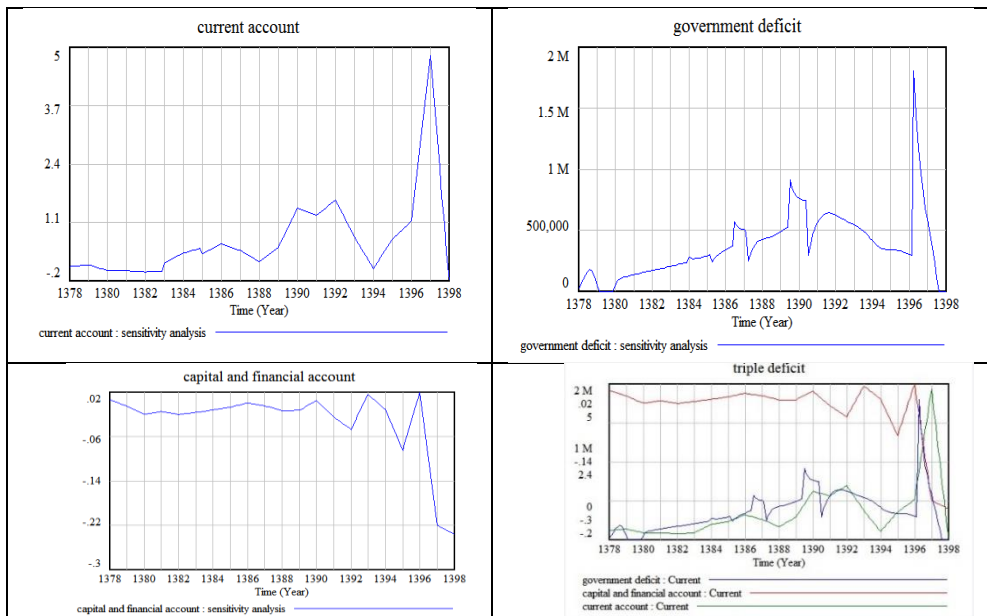 current account
5
3.7
2.4
1.1
-.2
1378 1380 1382 1384 1386 1388 1390 1392 1394 1396 1398
Time (Year)
current account : sensitivity analysis
government deficit
2 M
1.5 M
1 M
500,000
0
1378 1380 1382 1384 1386 1388 1390 1392 1394 1396 1398
Time (Year)
government deficit : sensitivity analysis
capital and financial account
.02
-.06
-.14
-.22
-.3
1378 1380 1382 1384 1386 1388 1390 1392 1394 1396 1398
Time (Year)
capital and financial account : sensitivity analysis
triple deficit
2 M
.02
5
1 M
-.14
2.4
0
-.3
-.2
1378 1380 1382 1384 1386 1388 1390 1392 1394 1396 1398
Time (Year)
government deficit : Current
capital and financial account : Current
current account : Current